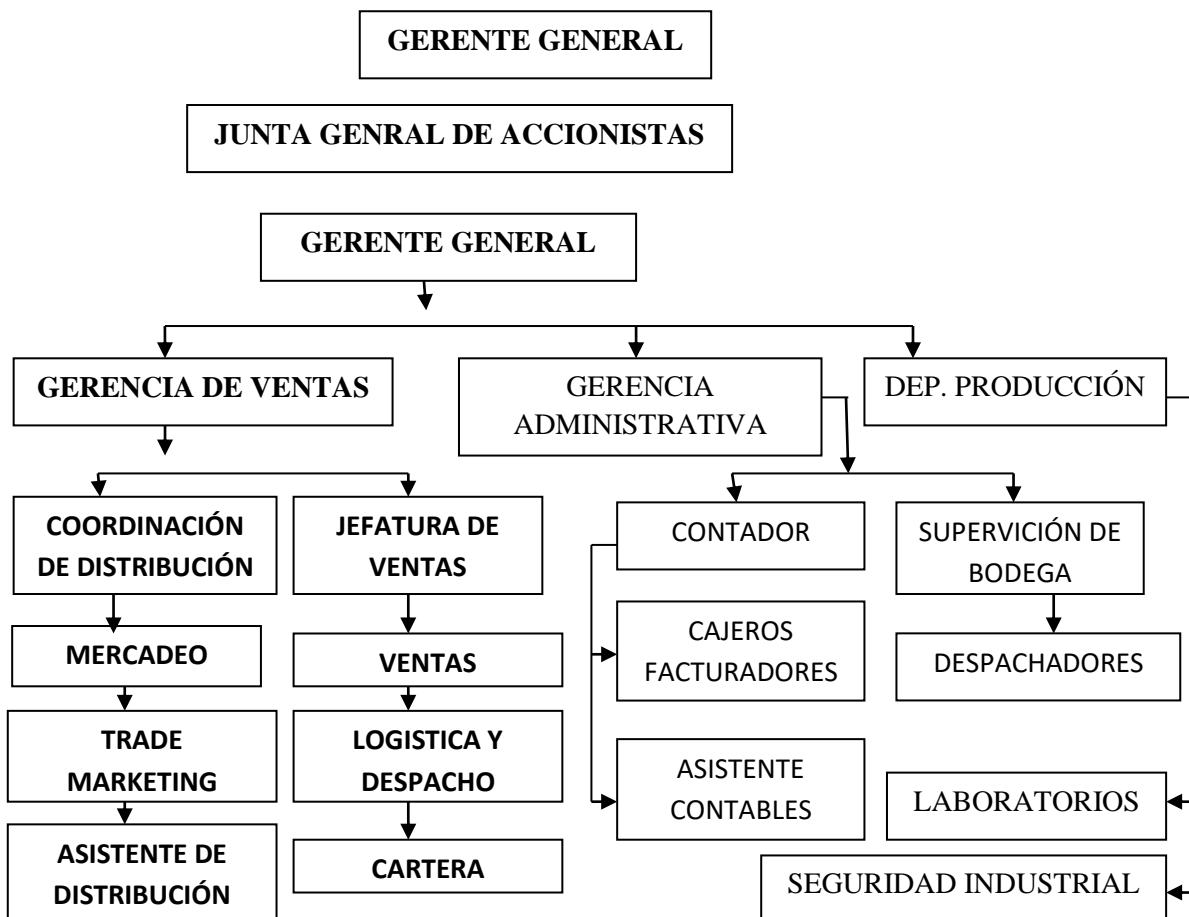 GERENTE GENERAL
JUNTA GENRAL DE ACCIONISTAS
GERENTE GENERAL
GERENCIA DE VENTAS
GERENCIA
ADMINISTRATIVA
DEP. PRODUCCIÓN
COORDINACIÓN
DE DISTRIBUCIÓN
JEFATURA DE
VENTAS
CONTADOR
SUPERVICIÓN DE
BODEGA
MERCADEO
VENTAS
CAJEROS
FACTURADORES
DESPACHADORES
TRADE
MARKETING
LOGISTICA Y
DESPACHO
ASISTENTE
CONTABLES
LABORATORIOS
ASISTENTE DE
DISTRIBUCIÓN
CARTERA
SEGURIDAD INDUSTRIAL